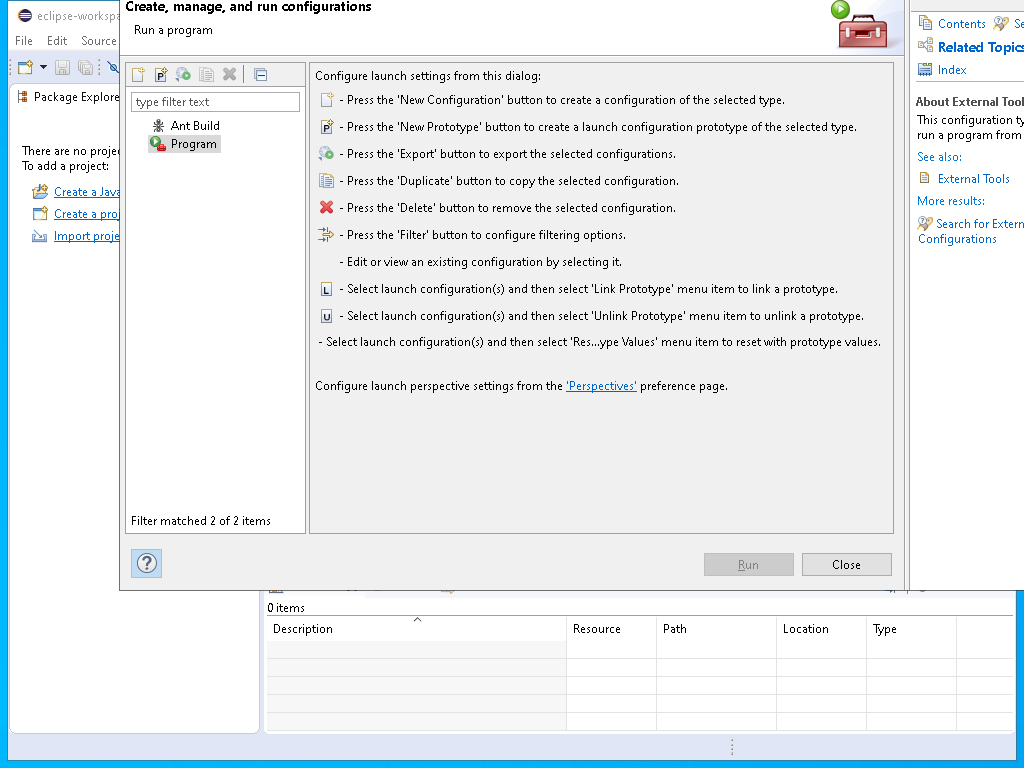 Create, manage, and run configurations
Run a program
eclipse-workspa
File Edit Source
Package Explore
There are no projec
To add a project:
Create a Java
Create a proj
Import proje
type filter text
Ant Build
Program
Filter matched 2 of 2 items
Configure launch settings from this dialog:
- Press the 'New Configuration' button to create a configuration of the selected type.
- Press the 'New Prototype' button to create a launch configuration prototype of the selected type.
- Press the 'Export' button to export the selected configurations.
- Press the 'Duplicate' button to copy the selected configuration.
- Press the 'Delete' button to remove the selected configuration.
- Press the 'Filter' button to configure filtering options.
- Edit or view an existing configuration by selecting it.
L - Select launch configuration(s) and then select 'Link Prototype' menu item to link a prototype.
U - Select launch configuration(s) and then select 'Unlink Prototype' menu item to unlink a prototype.
- Select launch configuration(s) and then select 'Res...ype Values' menu item to reset with prototype values.
Configure launch perspective settings from the 'Perspectives' preference page.
Run Close
Contents Se
Related Topics
Index
About External Tool
This configuration ty
run a program from
See also:
External Tools
More results:
Search for Extern
Configurations
0 items
Description Resource Path Location Type